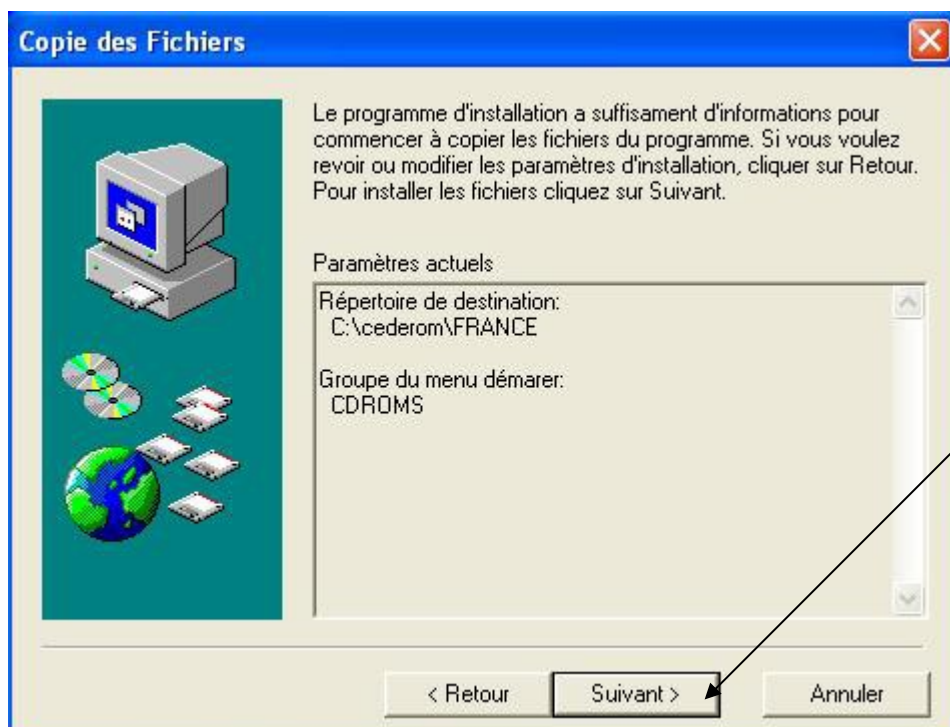 Copie des Fichiers
Le programme d'installation a suffisament d'informations pour
commencer à copier les fichiers du programme. Si vous voulez
revoir ou modifier les paramètres d'installation, cliquer sur Retour.
Pour installer les fichiers cliquez sur Suivant.
Paramètres actuels
Répertoire de destination:
C:\cederom\FRANCE
Groupe du menu démarer:
CDROMS
< Retour
Suivant >
Annuler